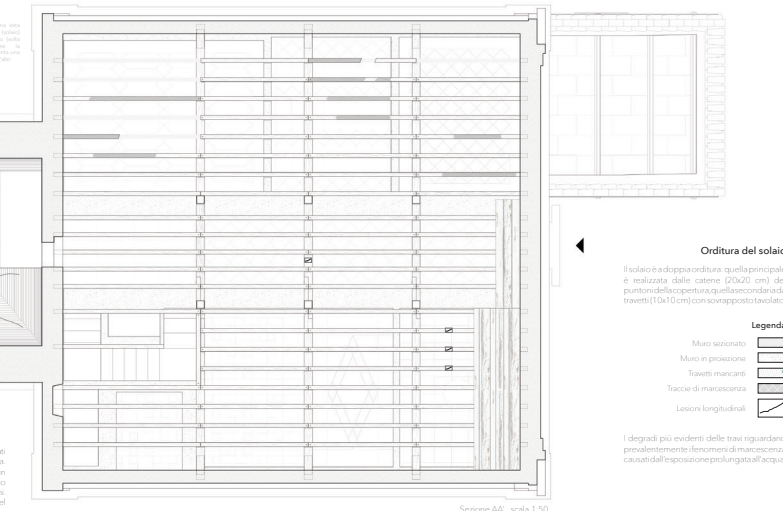 Orditura del solaio
Il solaio è a doppia orditura: quella principale
è realizzata dalle catene (20x20 cm) de
puntoni della copertura, quella secondaria da
travetti (10x10 cm) con sovrapposto tavolato
Legenda
Muro sezionato
Muro in proiezione
Travetti mancanti
Traccie di marcescenza
Lesioni longitudinali
I degradi più evidenti delle travi riguardano
prevalentemente i fenomeni di marcescenza
causati dall'esposizione prolungata all'acqua
Sezione AA', scala 1:50